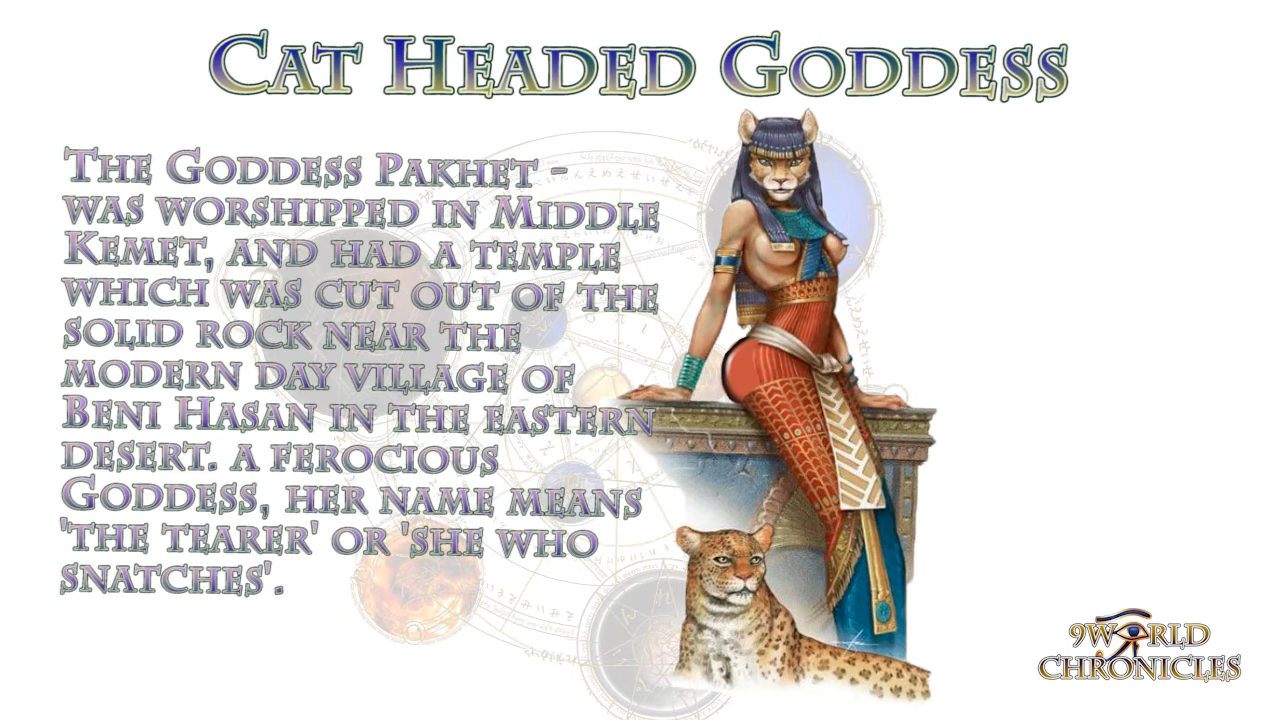 Cat Headed Goddess
The Goddess Pakhet -
was worshipped in Middle
Kemet, and had a temple
which was cut out of the
solid rock near the
modern day village of
Beni Hasan in the eastern
desert. A ferocious
Goddess, her name means
'the tearer' or 'she who
snatches'.
9World
Chronicles